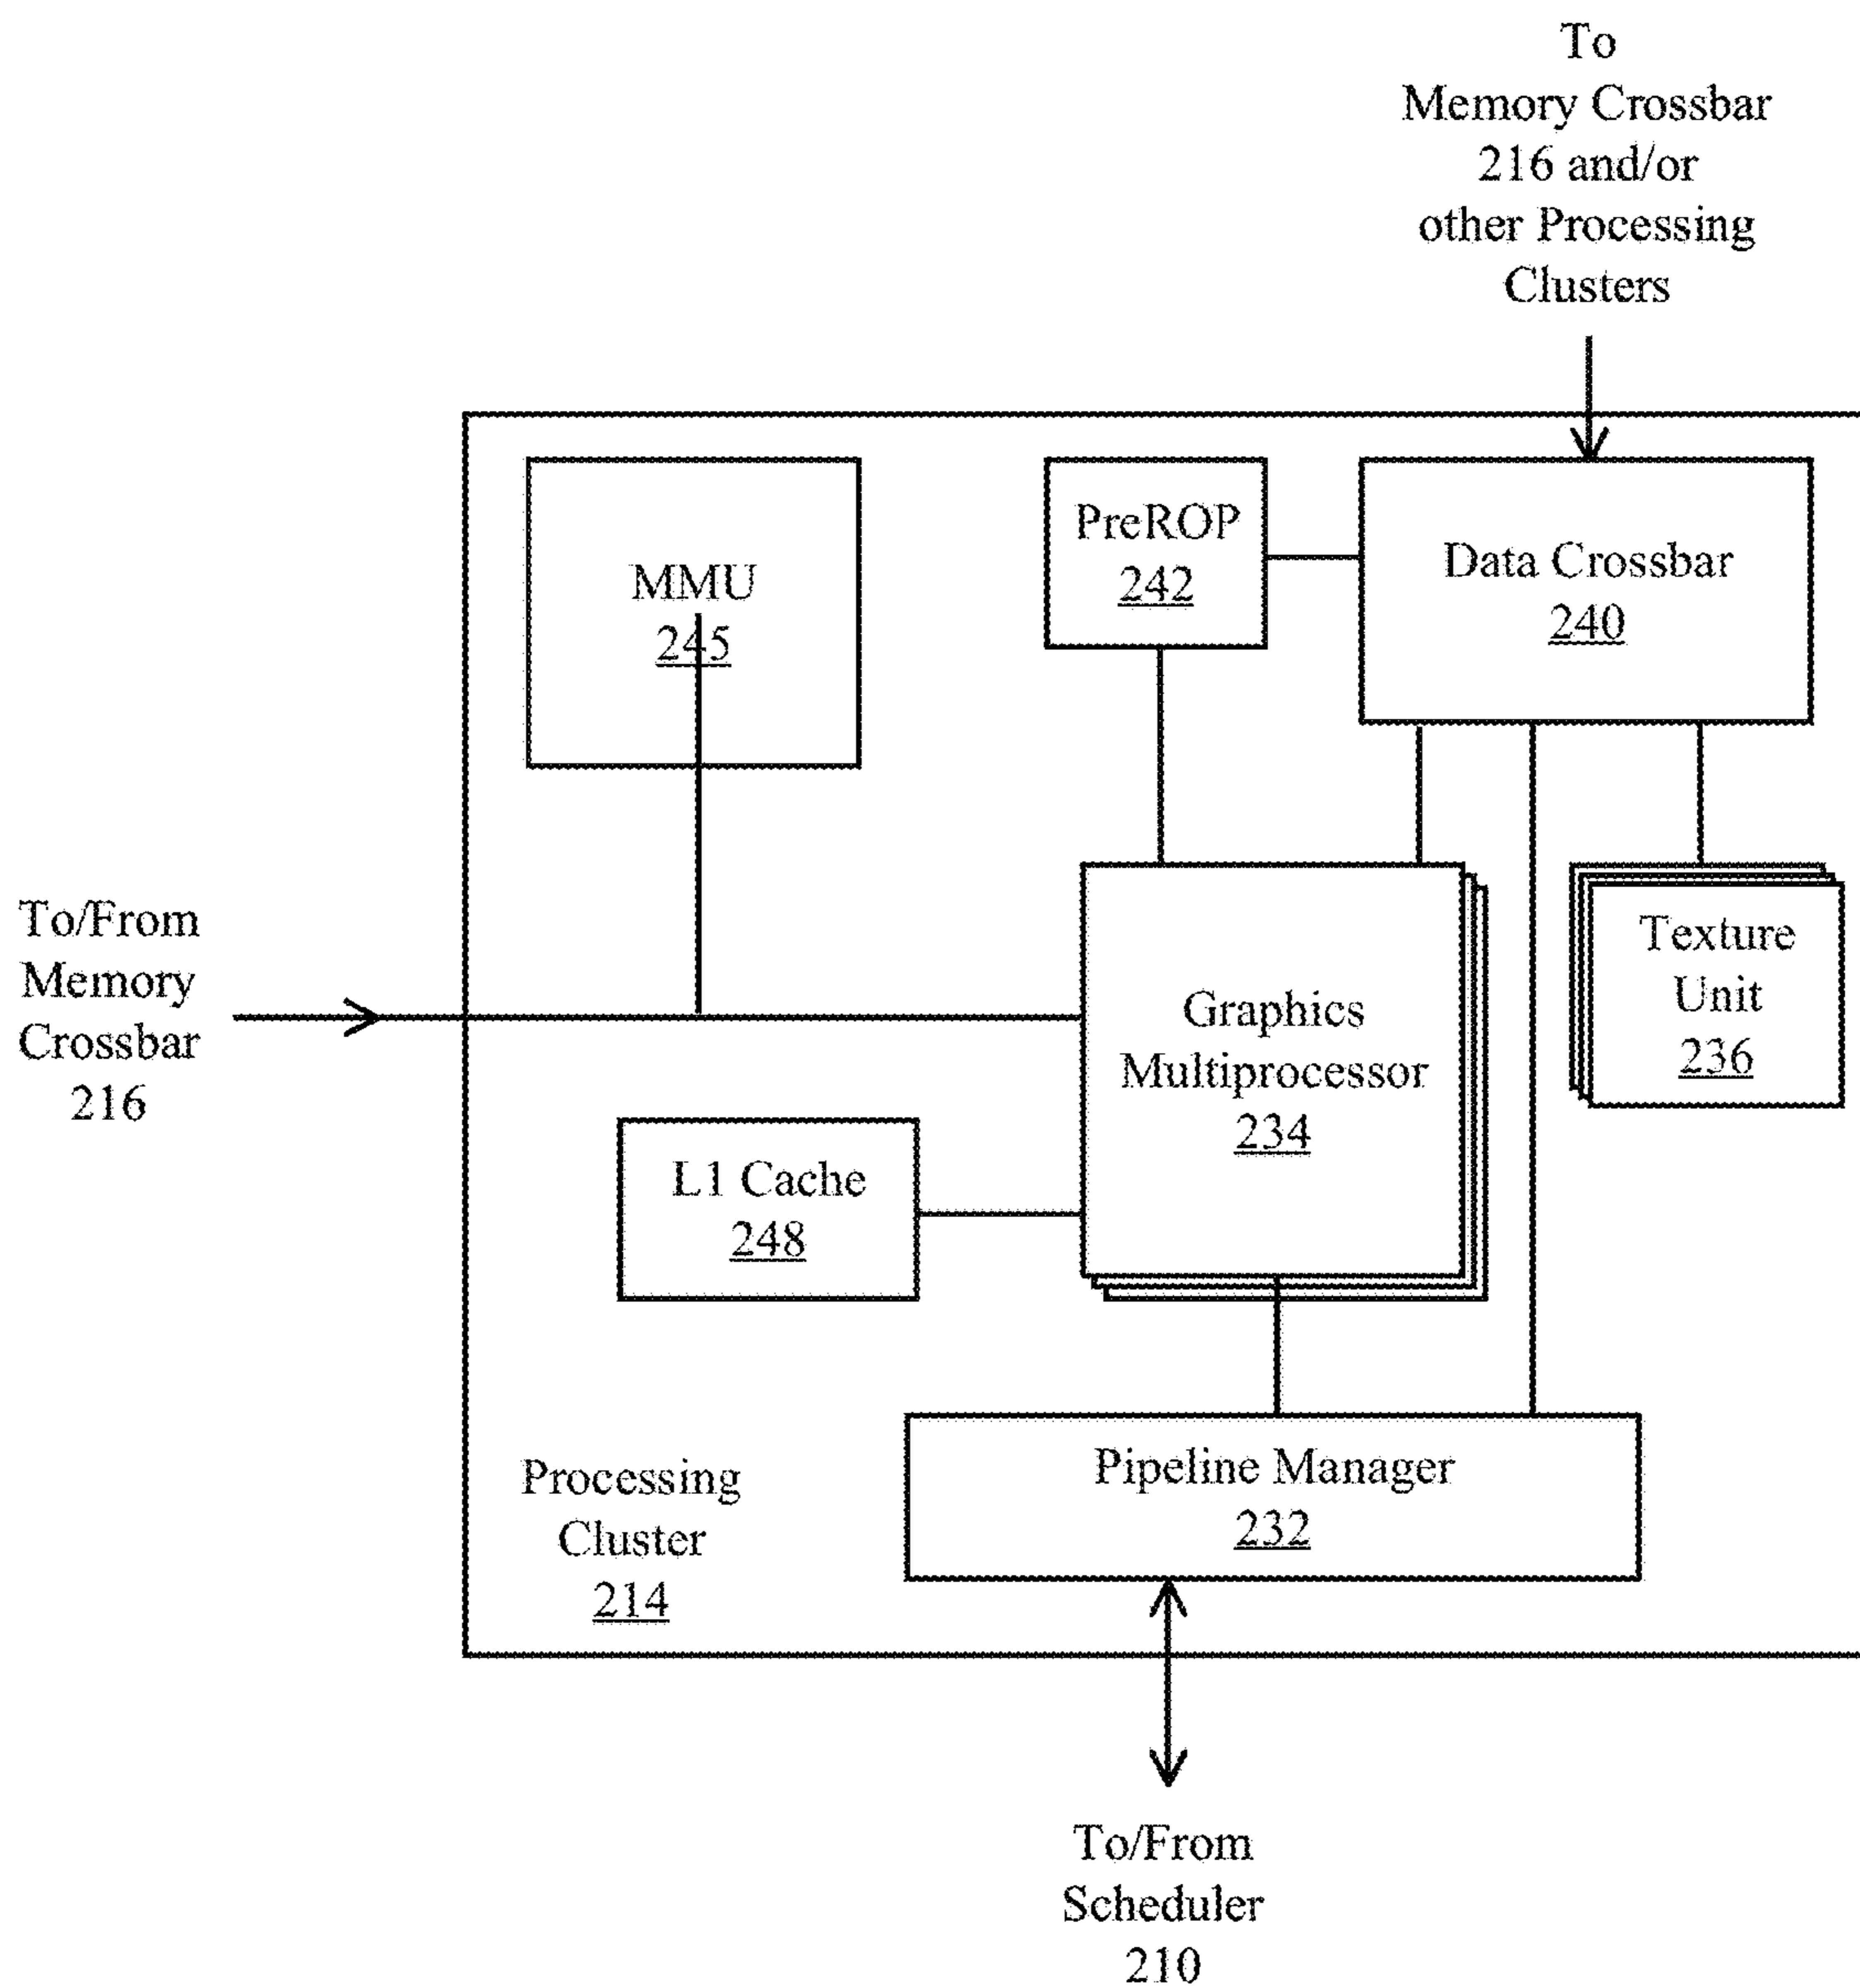 To
Memory Crossbar
216 and/or
other Processing
Clusters
MMU
245
PreROP
242
Data Crossbar
240
To/From
Memory
Crossbar
216
Graphics
Multiprocessor
234
Texture
Unit
236
L1 Cache
248
Pipeline Manager
232
Processing
Cluster
214
To/From
Scheduler
210